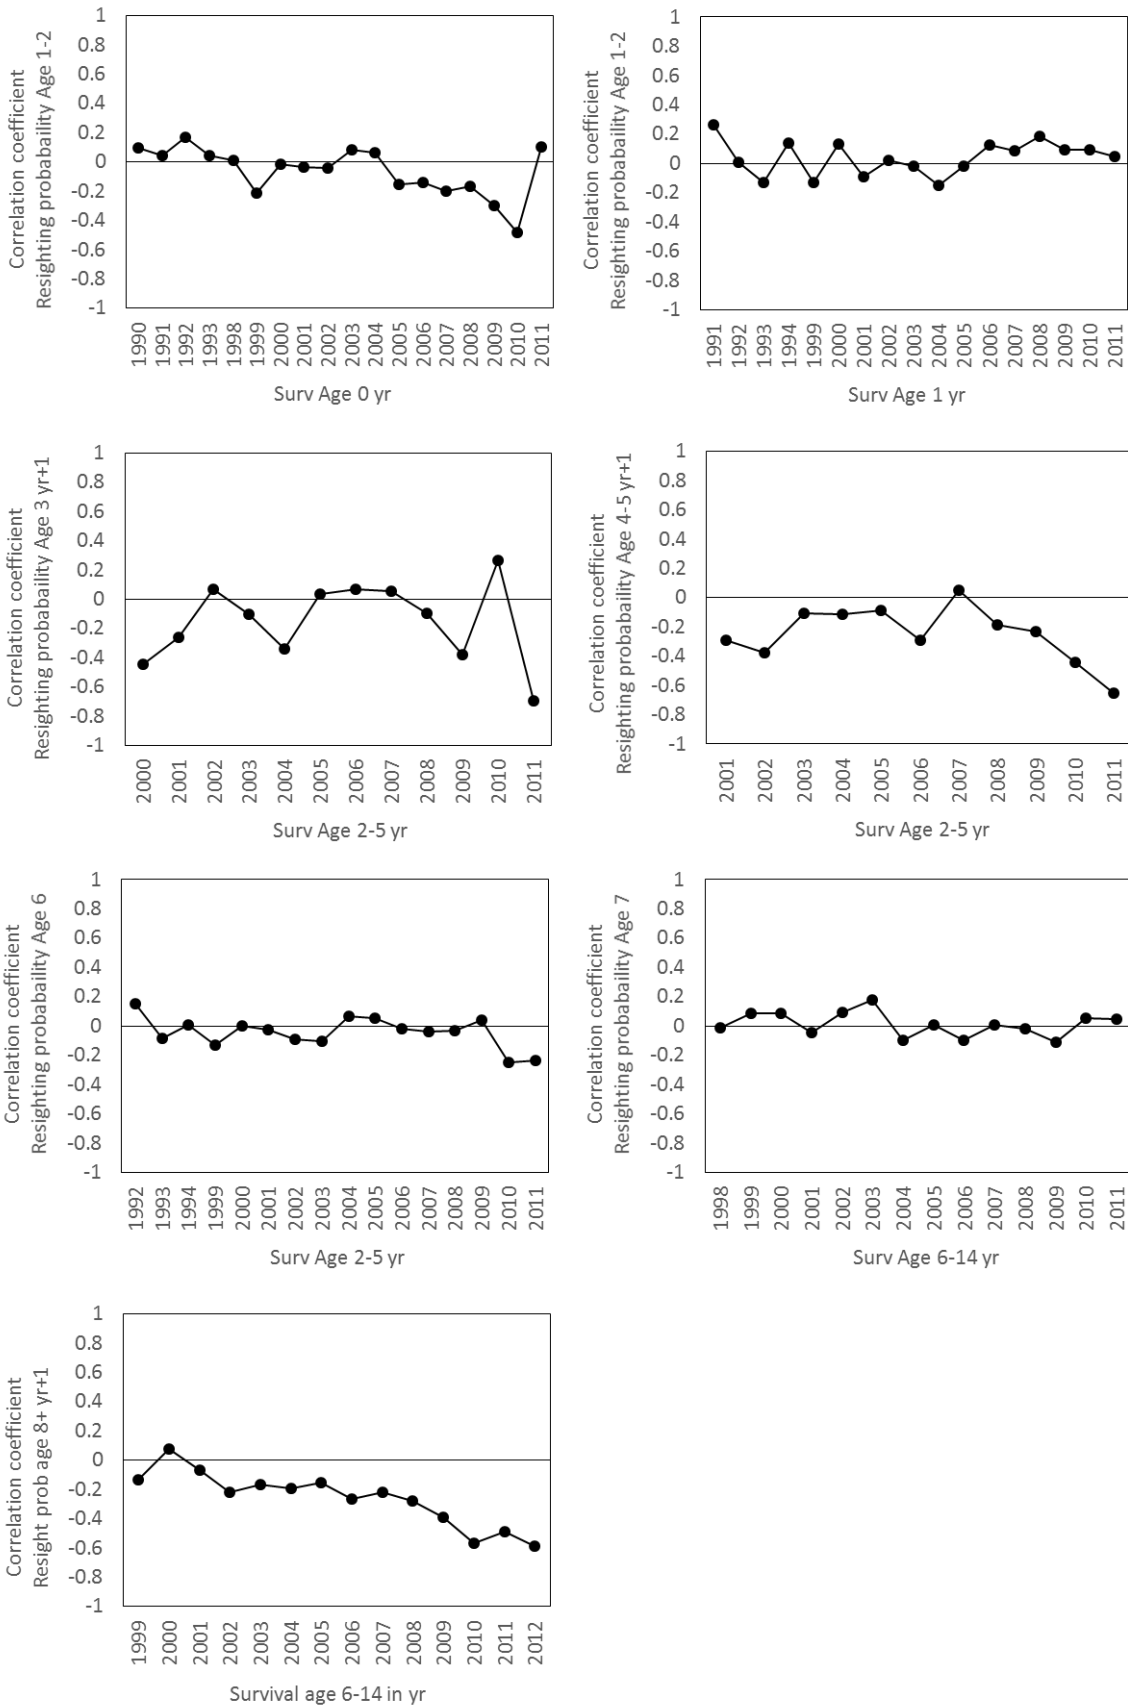 Correlation coefficient
Resighting probabaility Age 1-2
1
0.8
0.6
0.4
0.2
0
-0.2
-0.4
-0.6
-0.8
-1
1990 1991 1992 1993 1998 1999 2000 2001 2002 2003 2004 2005 2006 2007 2008 2009 2010 2011
Surv Age 0 yr
Correlation coefficient
Resighting probabaility Age 1-2
1
0.8
0.6
0.4
0.2
0
-0.2
-0.4
-0.6
-0.8
-1
1991 1992 1993 1994 1999 2000 2001 2002 2003 2004 2005 2006 2007 2008 2009 2010 2011
Surv Age 1 yr
Correlation coefficient
Resighting probabaility Age 3 yr+1
1
0.8
0.6
0.4
0.2
0
-0.2
-0.4
-0.6
-0.8
-1
2000 2001 2002 2003 2004 2005 2006 2007 2008 2009 2010 2011
Surv Age 2-5 yr
Correlation coefficient
Resighting probabaility Age 4-5 yr+1
1
0.8
0.6
0.4
0.2
0
-0.2
-0.4
-0.6
-0.8
-1
2001 2002 2003 2004 2005 2006 2007 2008 2009 2010 2011
Surv Age 2-5 yr
Correlation coefficient
Resighting probabaility Age 6
1
0.8
0.6
0.4
0.2
0
-0.2
-0.4
-0.6
-0.8
-1
1992 1993 1994 1999 2000 2001 2002 2003 2004 2005 2006 2007 2008 2009 2010 2011
Surv Age 2-5 yr
Correlation coefficient
Resighting probabaility Age 7
1
0.8
0.6
0.4
0.2
0
-0.2
-0.4
-0.6
-0.8
-1
1998 1999 2000 2001 2002 2003 2004 2005 2006 2007 2008 2009 2010 2011
Surv Age 6-14 yr
Correlation coefficient
Resight prob age 8+ yr+1
1
0.8
0.6
0.4
0.2
0
-0.2
-0.4
-0.6
-0.8
-1
1999 2000 2001 2002 2003 2004 2005 2006 2007 2008 2009 2010 2011 2012
Survival age 6-14 in yr